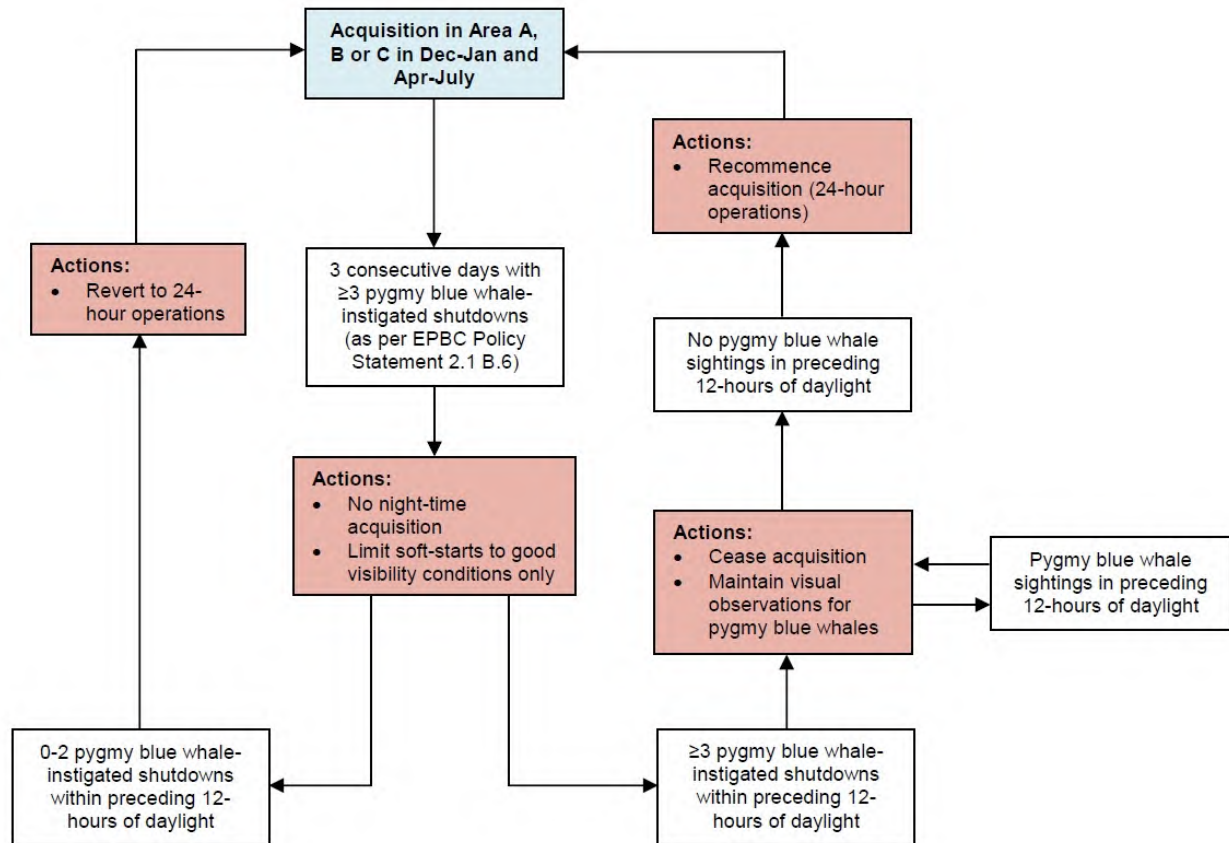 Acquisition in Area A,
B or C in Dec-Jan and
Apr-July
Actions:
• Recommence
acquisition (24-hour
operations)
Actions:
• Revert to 24-
hour operations
3 consecutive days with
≥3 pygmy blue whale-
instigated shutdowns
(as per EPBC Policy
Statement 2.1 B.6)
No pygmy blue whale
sightings in preceding
12-hours of daylight
Actions:
• No night-time
acquisition
• Limit soft-starts to good
visibility conditions only
Actions:
• Cease acquisition
• Maintain visual
observations for
pygmy blue whales
Pygmy blue whale
sightings in preceding
12-hours of daylight
0-2 pygmy blue whale-
instigated shutdowns
within preceding 12-
hours of daylight
≥3 pygmy blue whale-
instigated shutdowns
within preceding 12-
hours of daylight